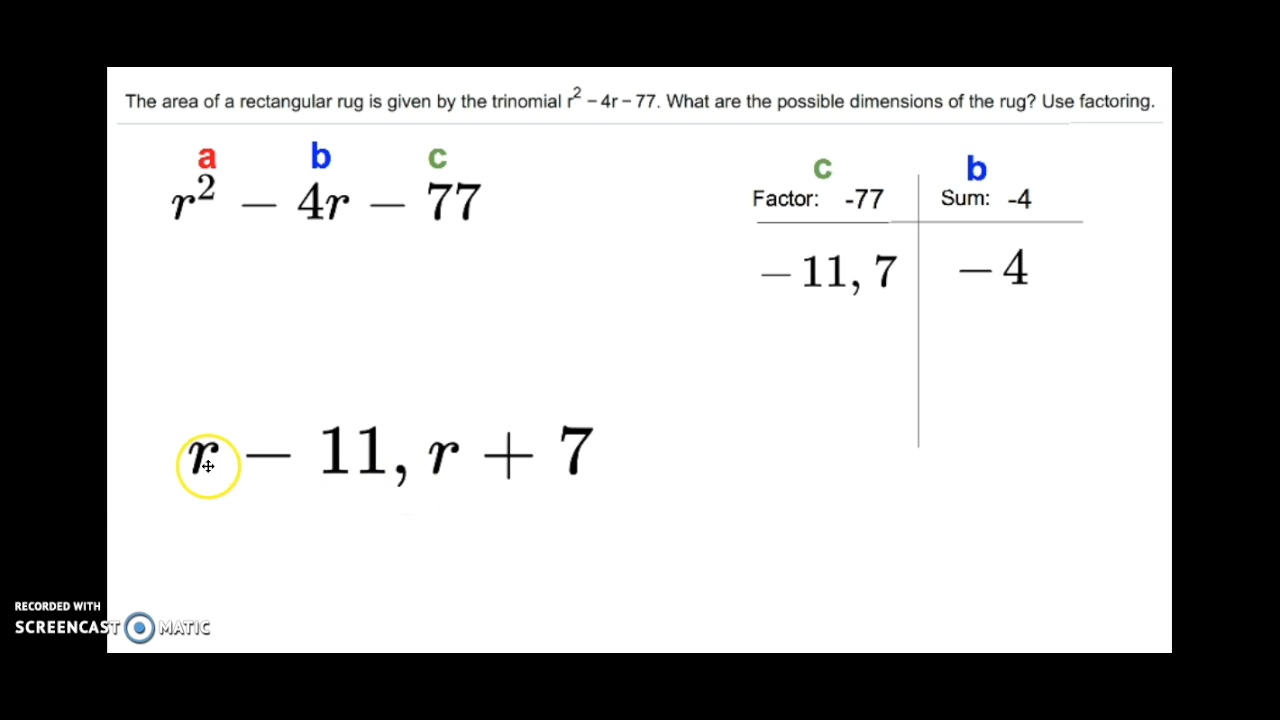 The area of a rectangular rug is given by the trinomial r² – 4r – 77. What are the possible dimensions of the rug? Use factoring.
a b c
r² − 4r − 77
c b
Factor: -77 Sum: -4
− 11, 7 − 4
r − 11, r + 7
RECORDED WITH
SCREENCAST MATIC